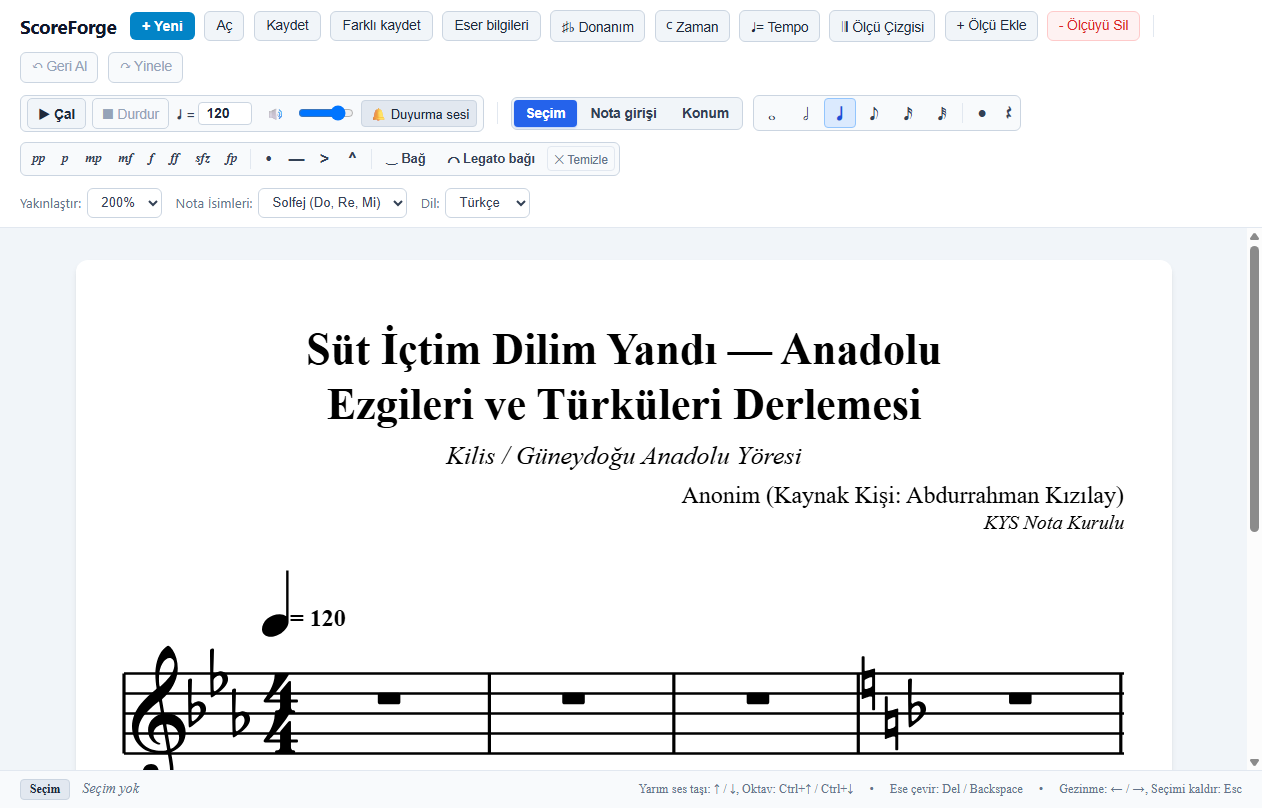 ScoreForge + Yeni Aç Kaydet Farklı kaydet Eser bilgileri ♯♭ Donanım C Zaman ♩= Tempo Ölçü Çizgisi + Ölçü Ekle - Ölçüyü Sil
↶ Geri Al ↷ Yinele
▶ Çal ■ Durdur ♩ = 120 🔔 Duyurma sesi Seçim Nota girişi Konum
pp p mp mf f ff sfz fp • — > ^ Bağ Legato bağı ✕ Temizle
Yakınlaştır: 200% Nota İsimleri: Solfej (Do, Re, Mi) Dil: Türkçe
Süt İçtim Dilim Yandı — Anadolu
Ezgileri ve Türküleri Derlemesi
Kilis / Güneydoğu Anadolu Yöresi
Anonim (Kaynak Kişi: Abdurrahman Kızılay)
KYS Nota Kurulu
♩= 120
4
4
Seçim Seçim yok Yarım ses taşı: ↑ / ↓, Oktav: Ctrl+↑ / Ctrl+↓ • Ese çevir: Del / Backspace • Gezinme: ← / →, Seçimi kaldır: Esc